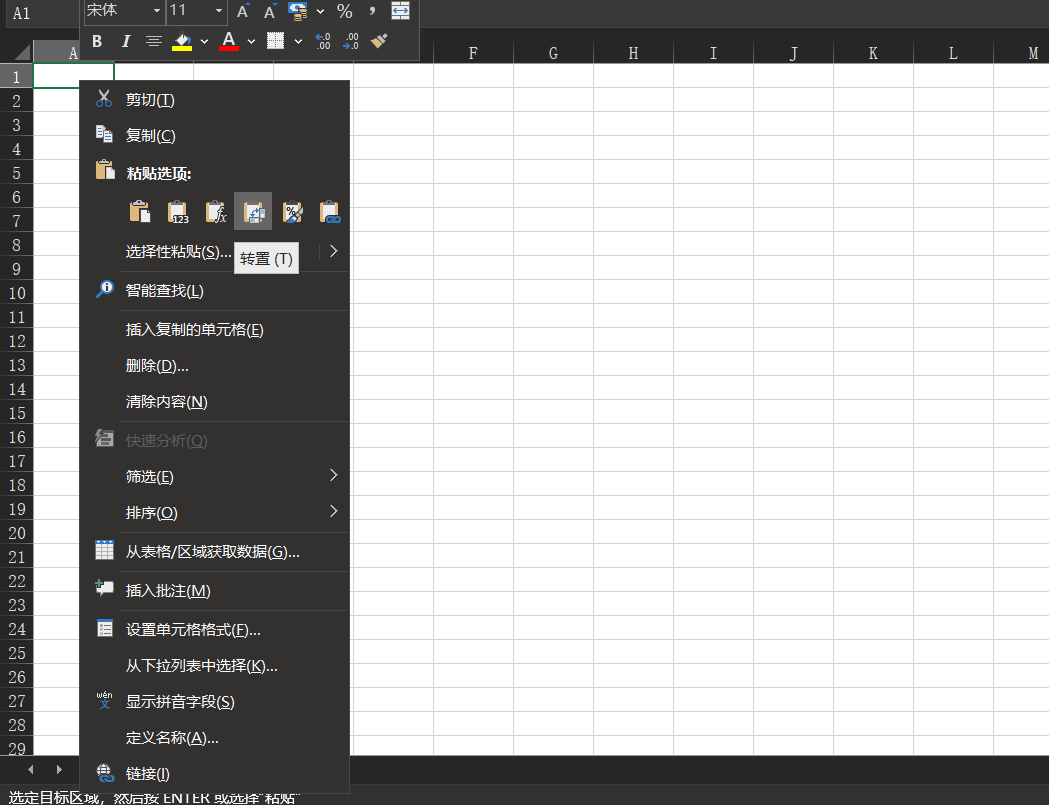 A1
宋体 11 A A % ,
B I A .00 .0
A F G H I J K L M
1
2
3
4
5
6
7
8
9
10
11
12
13
14
15
16
17
18
19
20
21
22
23
24
25
26
27
28
29
剪切(T)
复制(C)
粘贴选项:
123 fx %
选择性粘贴(S)...
转置 (T)
智能查找(L)
插入复制的单元格(E)
删除(D)...
清除内容(N)
快速分析(Q)
筛选(E)
排序(O)
从表格/区域获取数据(G)...
插入批注(M)
设置单元格格式(F)...
从下拉列表中选择(K)...
wén
文
显示拼音字段(S)
定义名称(A)...
链接(I)
选定目标区域，然后按 ENTER 或选择"粘贴"